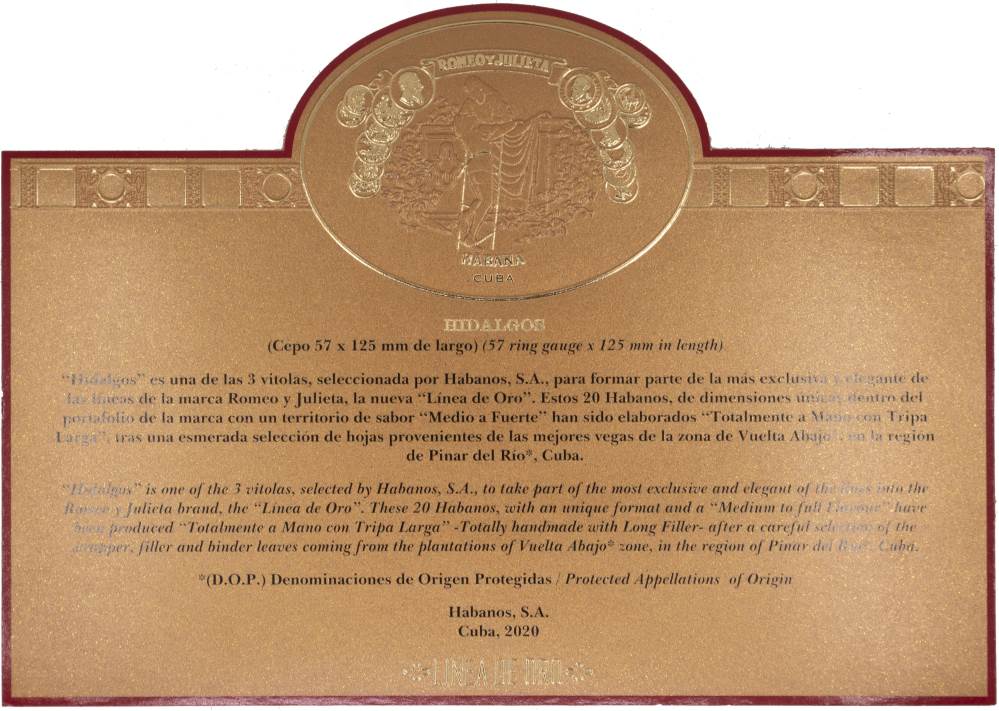 ROMEO Y JULIETA
HABANA
CUBA
HIDALGOS
(Cepo 57 x 125 mm de largo) (57 ring gauge x 125 mm in length)
“Hidalgos” es una de las 3 vitolas, seleccionada por Habanos, S.A., para formar parte de la más exclusiva y elegante de
las líneas de la marca Romeo y Julieta, la nueva “Línea de Oro”. Estos 20 Habanos, de dimensiones únicas dentro del
portafolio de la marca con un territorio de sabor “Medio a Fuerte” han sido elaborados “Totalmente a Mano con Tripa
Larga”, tras una esmerada selección de hojas provenientes de las mejores vegas de la zona de Vuelta Abajo*, en la región
de Pinar del Río*, Cuba.
“Hidalgos” is one of the 3 vitolas, selected by Habanos, S.A., to take part of the most exclusive and elegant of the lines into the
Romeo y Julieta brand, the “Línea de Oro”. These 20 Habanos, with an unique format and a “Medium to full Flavour” have
been produced “Totalmente a Mano con Tripa Larga” -Totally handmade with Long Filler- after a careful selection of the
wrapper, filler and binder leaves coming from the plantations of Vuelta Abajo* zone, in the region of Pinar del Río*, Cuba.
*(D.O.P.) Denominaciones de Origen Protegidas / Protected Appellations of Origin
Habanos, S.A.
Cuba, 2020
LINEA DE ORO